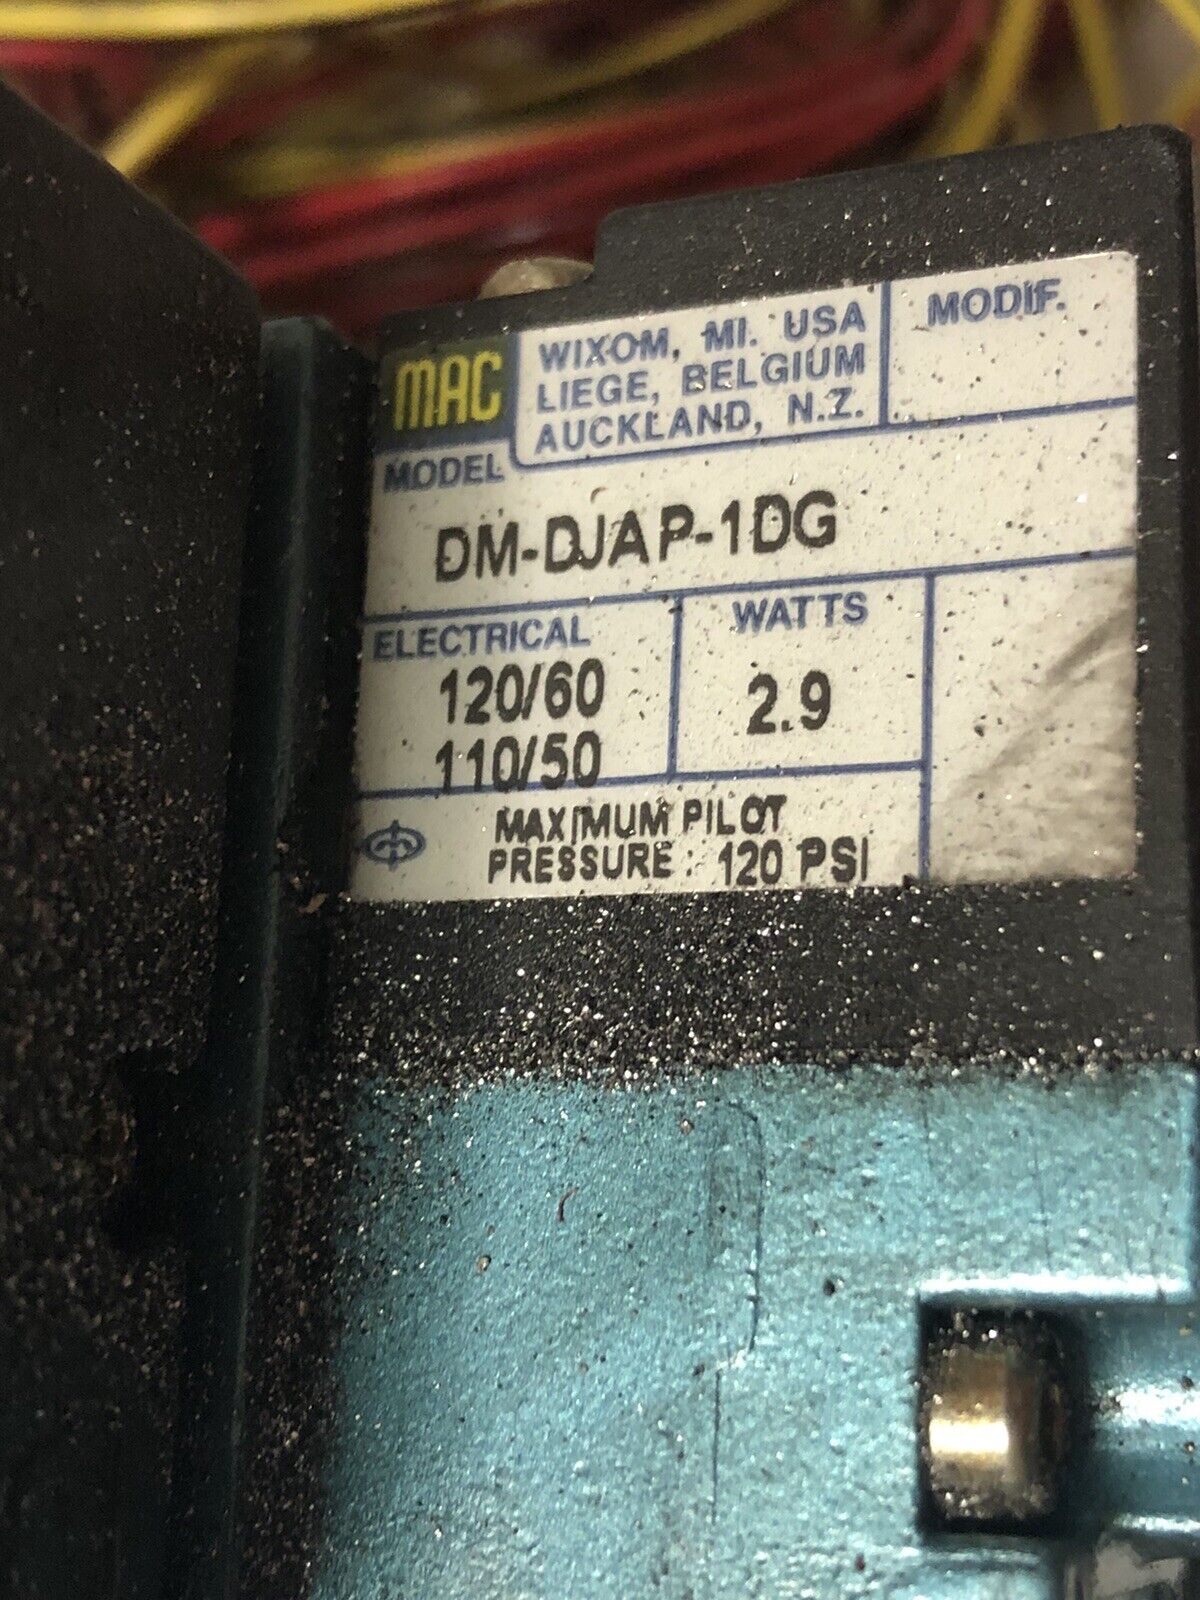 MAC
WIXOM, MI. USA
LIEGE, BELGIUM
AUCKLAND, N.Z.
MODIF.
MODEL
DM-DJAP-1DG
ELECTRICAL
120/60
110/50
WATTS
2.9
MAXIMUM PILOT
PRESSURE: 120 PSI